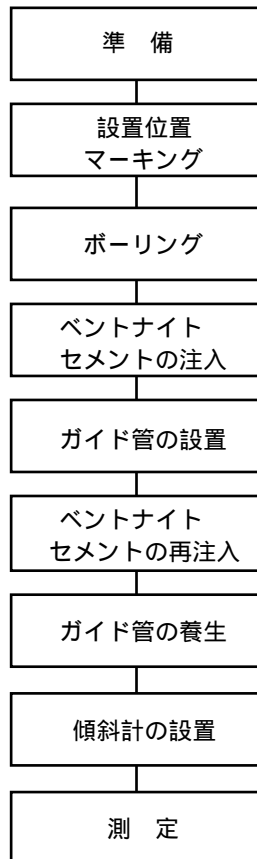 準　備
設置位置
マーキング
ボーリング
ベントナイト
セメントの注入
ガイド管の設置
ベントナイト
セメントの再注入
ガイド管の養生
傾斜計の設置
測　定